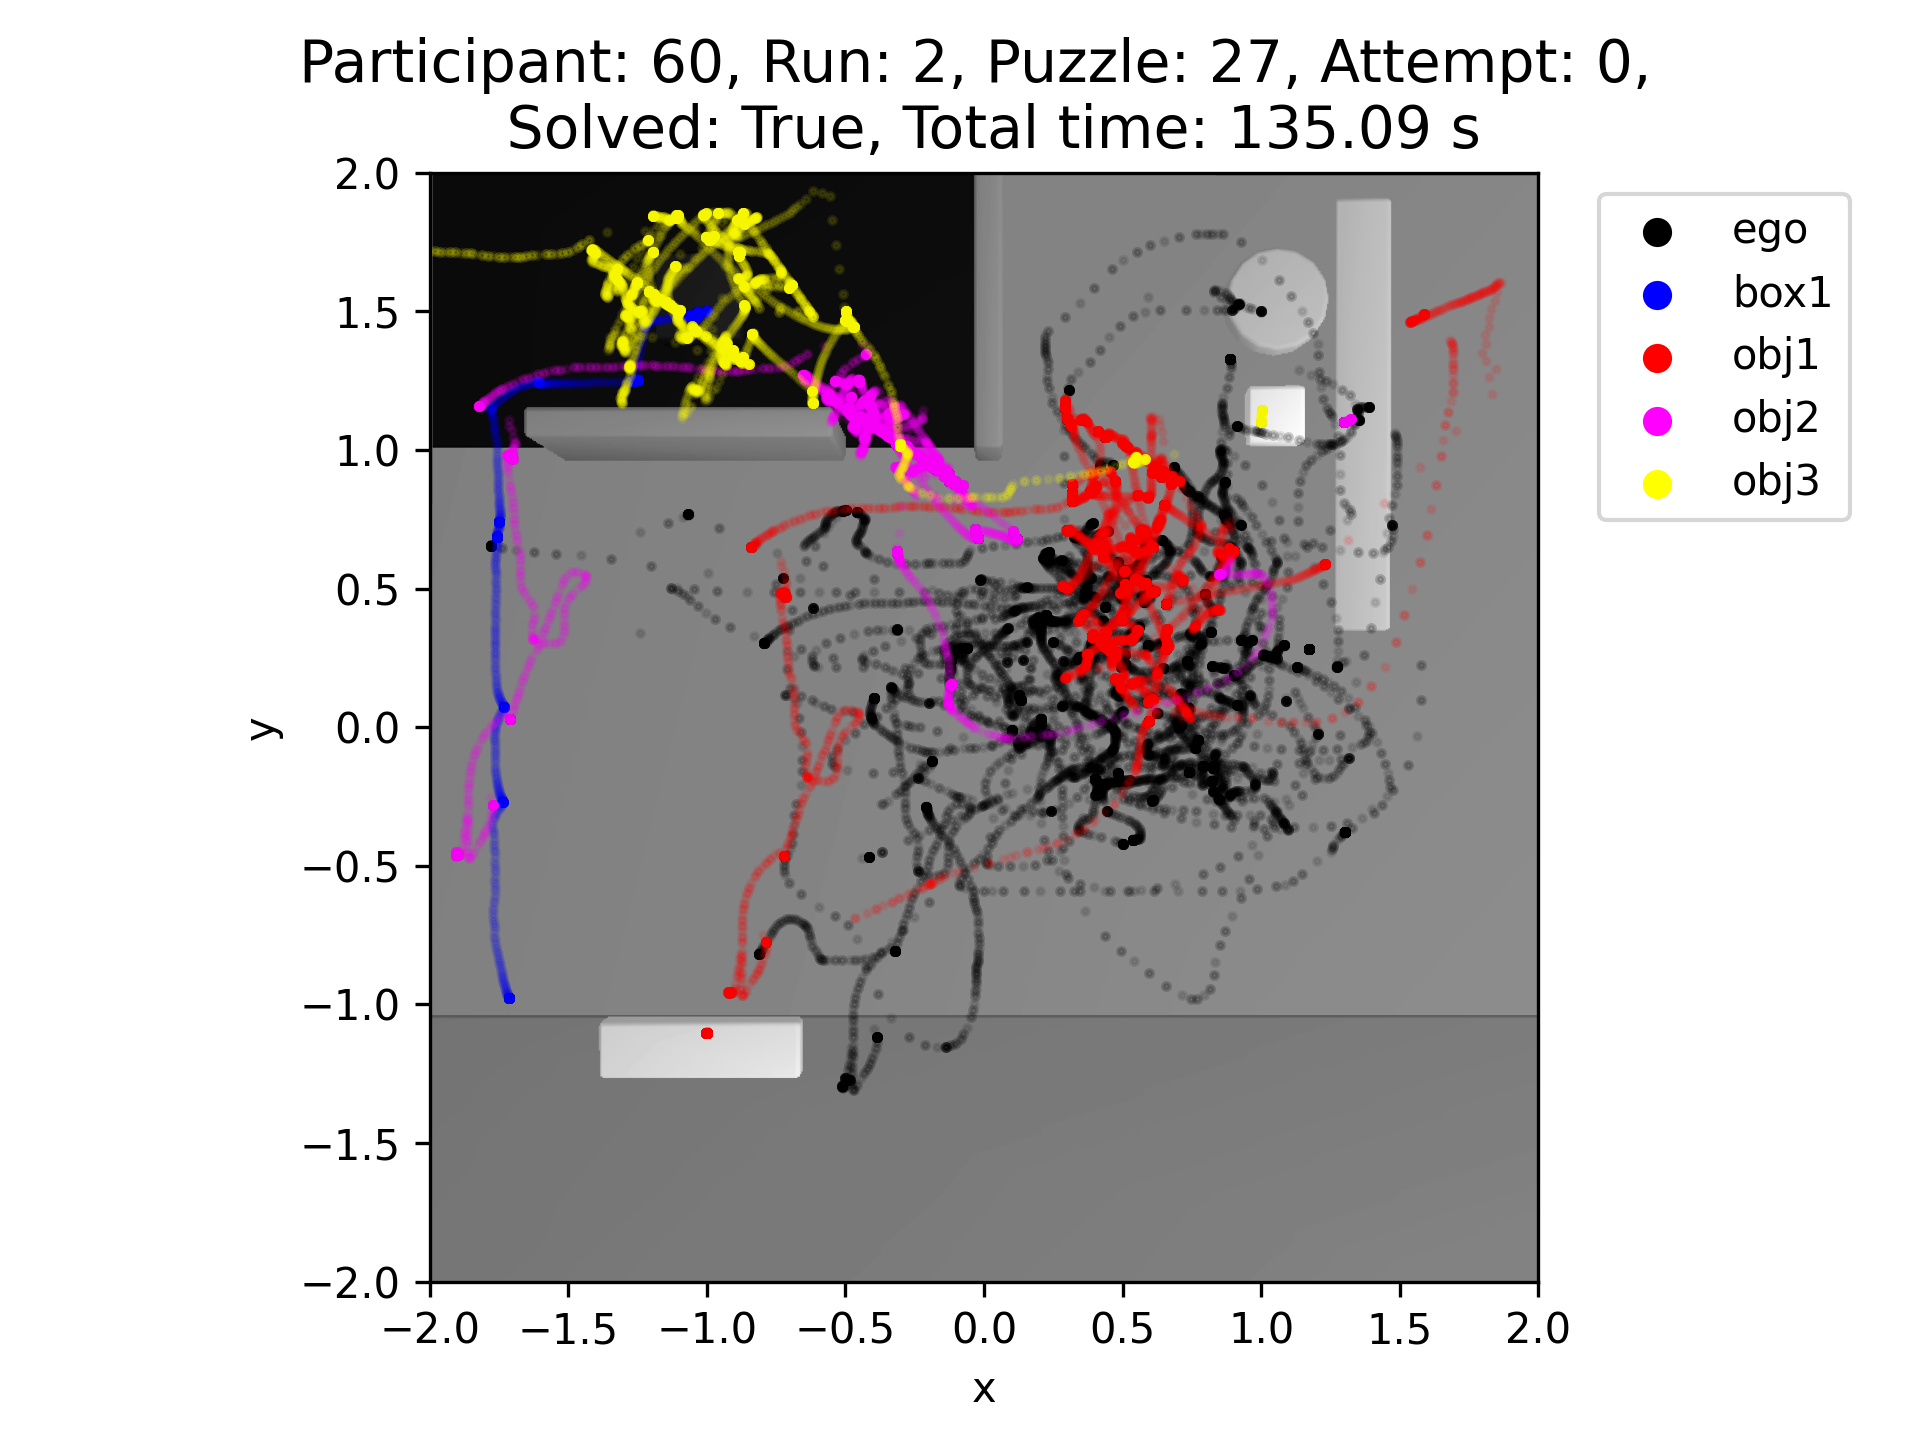 Participant: 60, Run: 2, Puzzle: 27, Attempt: 0,
Solved: True, Total time: 135.09 s
2.0
1.5
1.0
0.5
0.0
−0.5
−1.0
−1.5
−2.0
y
−2.0 −1.5 −1.0 −0.5 0.0 0.5 1.0 1.5 2.0
x
ego
box1
obj1
obj2
obj3